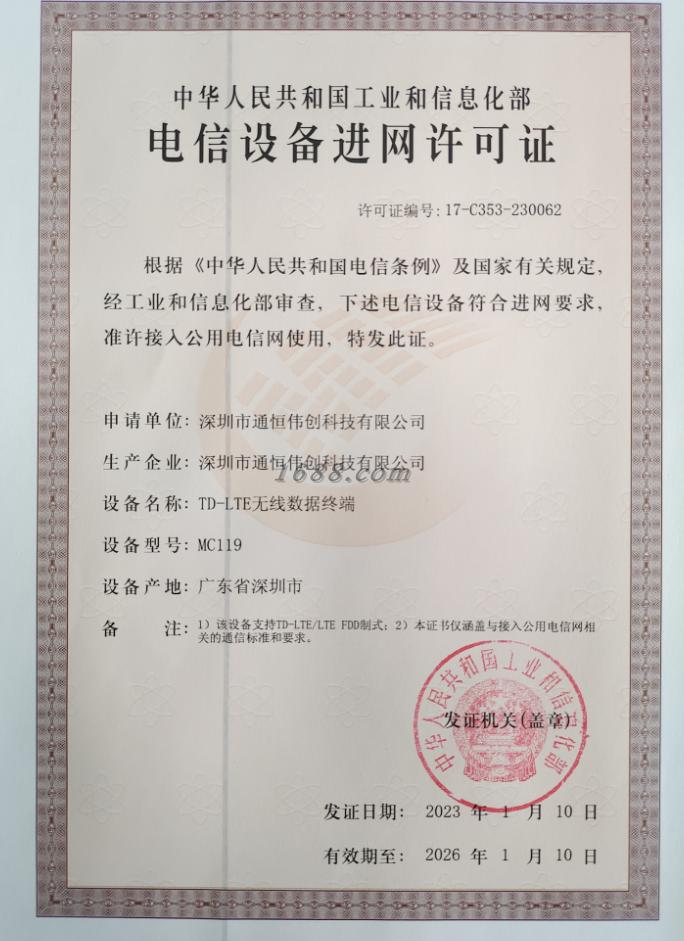 中华人民共和国工业和信息化部
电信设备进网许可证
许可证编号: 17-C353-230062
根据《中华人民共和国电信条例》及国家有关规定,
经工业和信息化部审查, 下述电信设备符合进网要求,
准许接入公用电信网使用, 特发此证。
申请单位: 深圳市通恒伟创科技有限公司
生产企业: 深圳市通恒伟创科技有限公司
1688.com
设备名称: TD-LTE无线数据终端
设备型号: MC119
设备产地: 广东省深圳市
备 注: 1) 该设备支持TD-LTE/LTE FDD制式; 2) 本证书仅涵盖与接入公用电信网相
关的通信标准和要求。
中华人民共和国工业和信息化部
发证机关(盖章)
发证日期: 2023 年 1 月 10 日
有效期至: 2026 年 1 月 10 日